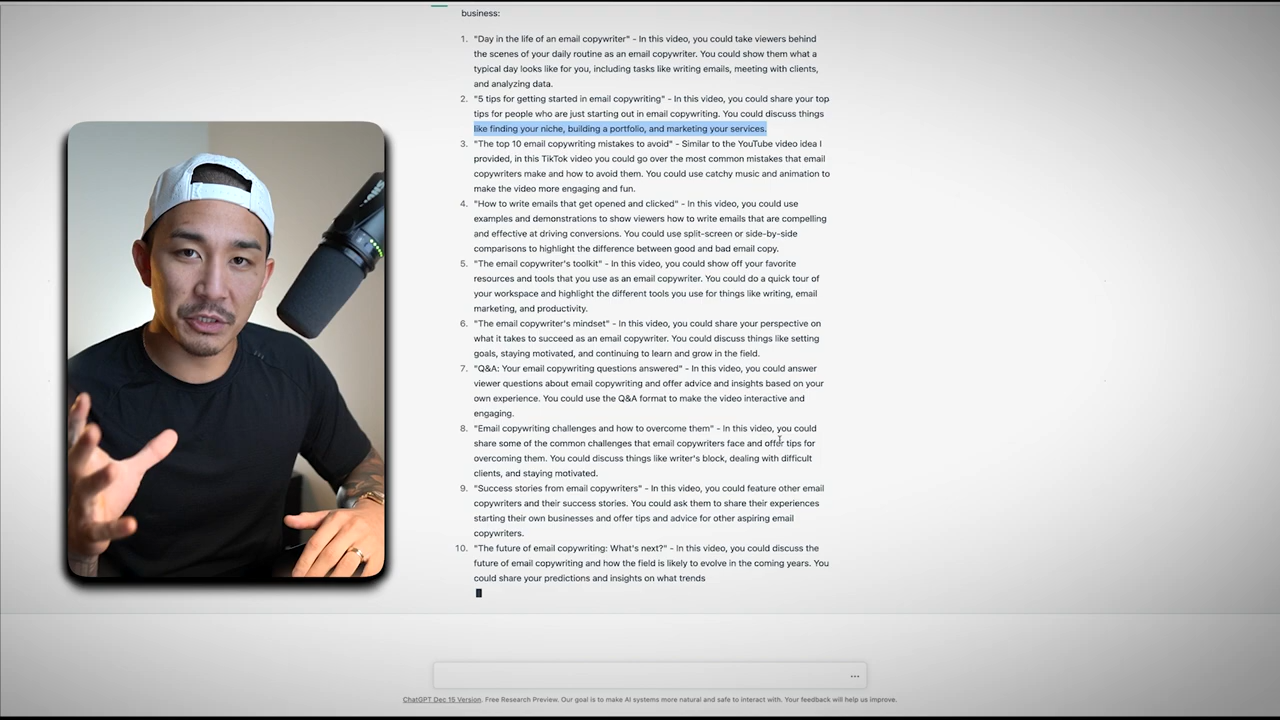 business:
1. "Day in the life of an email copywriter" - In this video, you could take viewers behind
the scenes of your daily routine as an email copywriter. You could show them what a
typical day looks like for you, including tasks like writing emails, meeting with clients,
and analyzing data.
2. "5 tips for getting started in email copywriting" - In this video, you could share your top
tips for people who are just starting out in email copywriting. You could discuss things
like finding your niche, building a portfolio, and marketing your services.
3. "The top 10 email copywriting mistakes to avoid" - Similar to the YouTube video idea I
provided, in this TikTok video you could go over the most common mistakes that email
copywriters make and how to avoid them. You could use catchy music and animation to
make the video more engaging and fun.
4. "How to write emails that get opened and clicked" - In this video, you could use
examples and demonstrations to show viewers how to write emails that are compelling
and effective at driving conversions. You could use split-screen or side-by-side
comparisons to highlight the difference between good and bad email copy.
5. "The email copywriter's toolkit" - In this video, you could show off your favorite
resources and tools that you use as an email copywriter. You could do a quick tour of
your workspace and highlight the different tools you use for things like writing, email
marketing, and productivity.
6. "The email copywriter's mindset" - In this video, you could share your perspective on
what it takes to succeed as an email copywriter. You could discuss things like setting
goals, staying motivated, and continuing to learn and grow in the field.
7. "Q&A: Your email copywriting questions answered" - In this video, you could answer
viewer questions about email copywriting and offer advice and insights based on your
own experience. You could use the Q&A format to make the video interactive and
engaging.
8. "Email copywriting challenges and how to overcome them" - In this video, you could
share some of the common challenges that email copywriters face and offer tips for
overcoming them. You could discuss things like writer's block, dealing with difficult
clients, and staying motivated.
9. "Success stories from email copywriters" - In this video, you could feature other email
copywriters and their success stories. You could ask them to share their experiences
starting their own businesses and offer tips and advice for other aspiring email
copywriters.
10. "The future of email copywriting: What's next?" - In this video, you could discuss the
future of email copywriting and how the field is likely to evolve in the coming years. You
could share your predictions and insights on what trends
ChatGPT Dec 15 Version. Free Research Preview. Our goal is to make AI systems more natural and safe to interact with. Your feedback will help us improve.